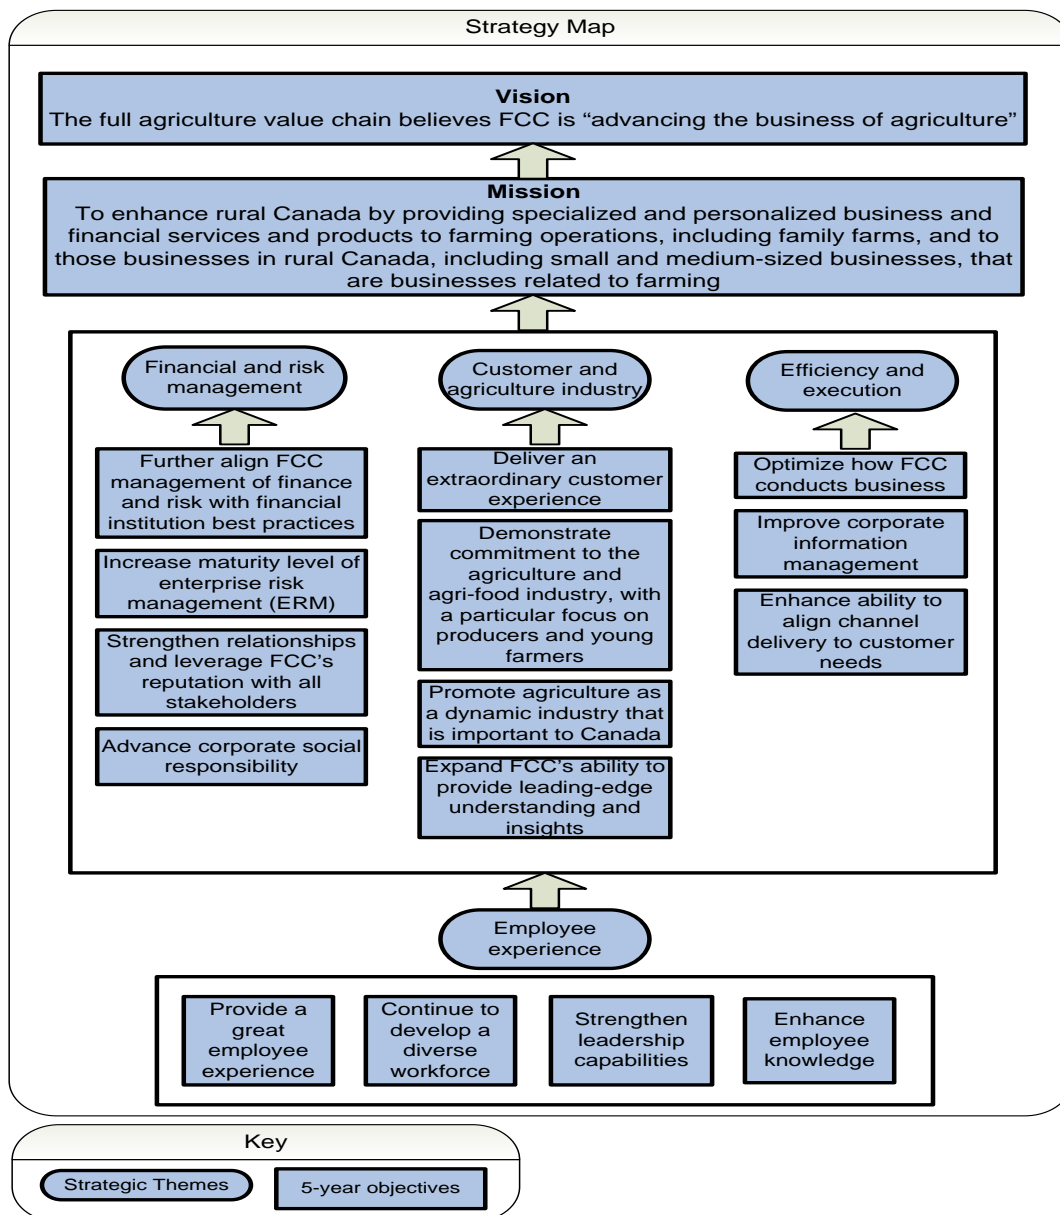 Strategy Map
Vision
The full agriculture value chain believes FCC is “advancing the business of agriculture”
Mission
To enhance rural Canada by providing specialized and personalized business and
financial services and products to farming operations, including family farms, and to
those businesses in rural Canada, including small and medium-sized businesses, that
are businesses related to farming
Financial and risk
management
Further align FCC
management of finance
and risk with financial
institution best practices
Increase maturity level of
enterprise risk
management (ERM)
Strengthen relationships
and leverage FCC’s
reputation with all
stakeholders
Advance corporate social
responsibility
Customer and
agriculture industry
Deliver an
extraordinary customer
experience
Demonstrate
commitment to the
agriculture and
agri-food industry, with
a particular focus on
producers and young
farmers
Promote agriculture as
a dynamic industry that
is important to Canada
Expand FCC’s ability to
provide leading-edge
understanding and
insights
Efficiency and
execution
Optimize how FCC
conducts business
Improve corporate
information
management
Enhance ability to
align channel
delivery to customer
needs
Employee
experience
Provide a
great
employee
experience
Continue to
develop a
diverse
workforce
Strengthen
leadership
capabilities
Enhance
employee
knowledge
Key
Strategic Themes
5-year objectives